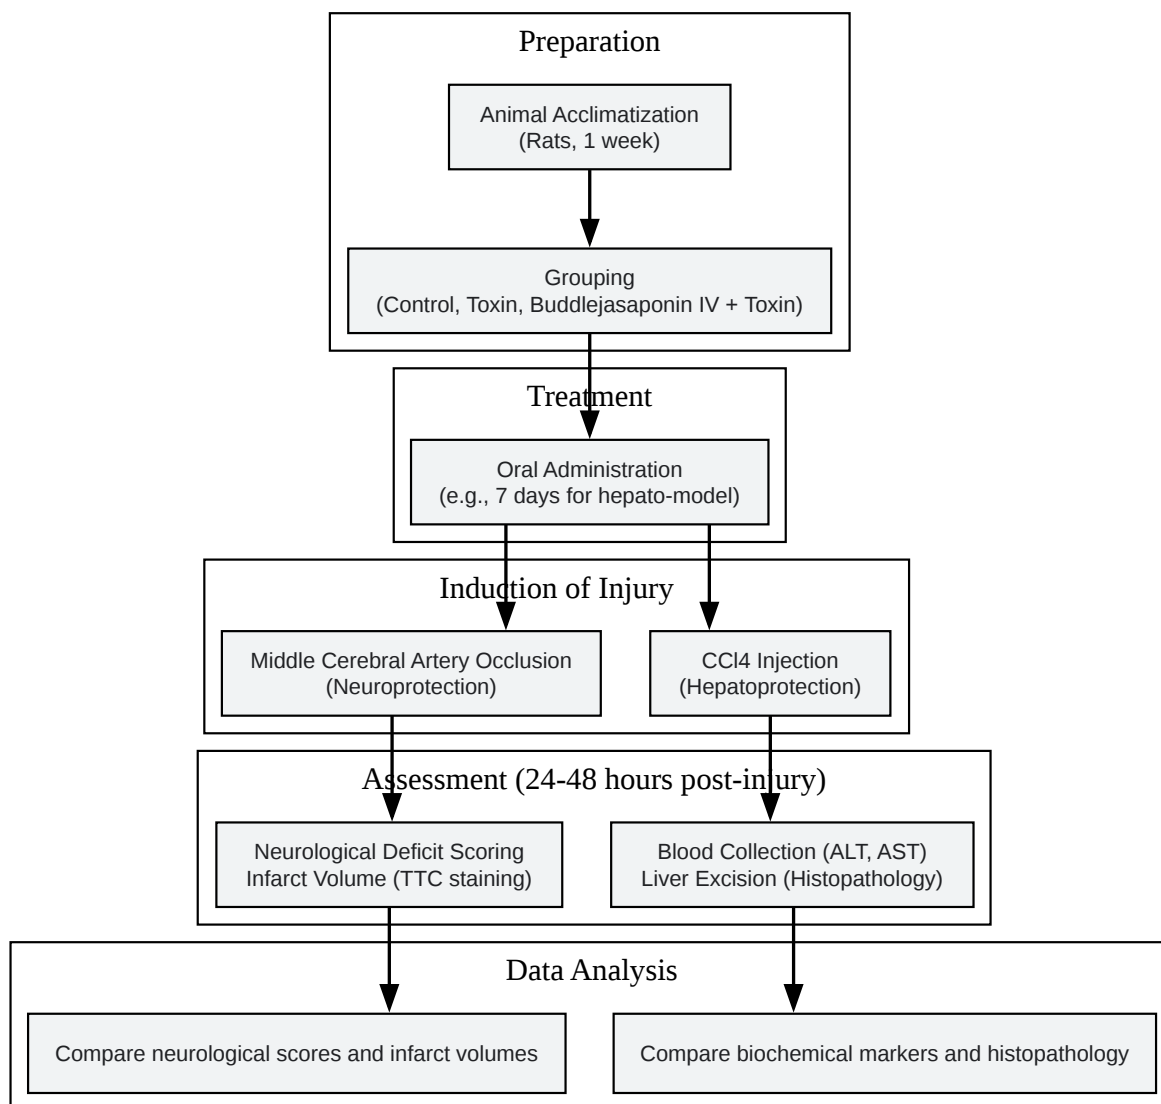 Preparation
Animal Acclimatization
(Rats, 1 week)
Grouping
(Control, Toxin, Buddlejasaponin IV + Toxin)
Treatment
Oral Administration
(e.g., 7 days for hepato-model)
Induction of Injury
Middle Cerebral Artery Occlusion
(Neuroprotection)
CCl4 Injection
(Hepatoprotection)
Assessment (24-48 hours post-injury)
Neurological Deficit Scoring
Infarct Volume (TTC staining)
Blood Collection (ALT, AST)
Liver Excision (Histopathology)
Data Analysis
Compare neurological scores and infarct volumes
Compare biochemical markers and histopathology